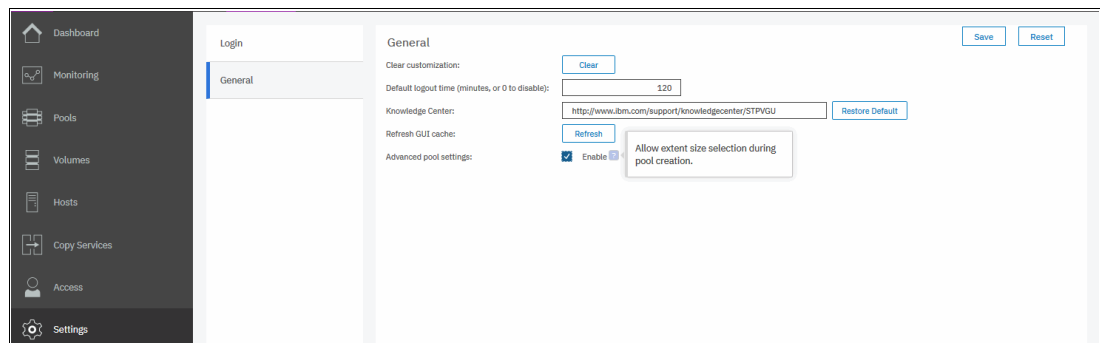 Dashboard
Monitoring
Pools
Volumes
Hosts
Copy Services
Access
Settings
Login
General
General
Save
Reset
Clear customization:
Clear
Default logout time (minutes, or 0 to disable):
120
Knowledge Center:
http://www.ibm.com/support/knowledgecenter/STPVGU
Restore Default
Refresh GUI cache:
Refresh
Advanced pool settings:
Enable ?
Allow extent size selection during
pool creation.